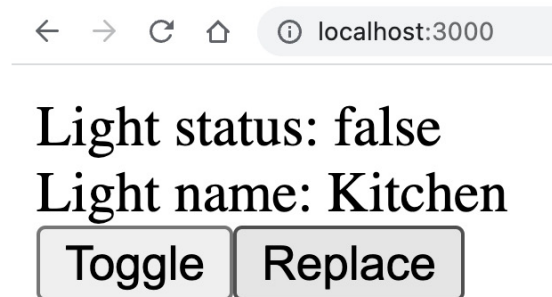 localhost:3000
Light status: false
Light name: Kitchen
Toggle Replace